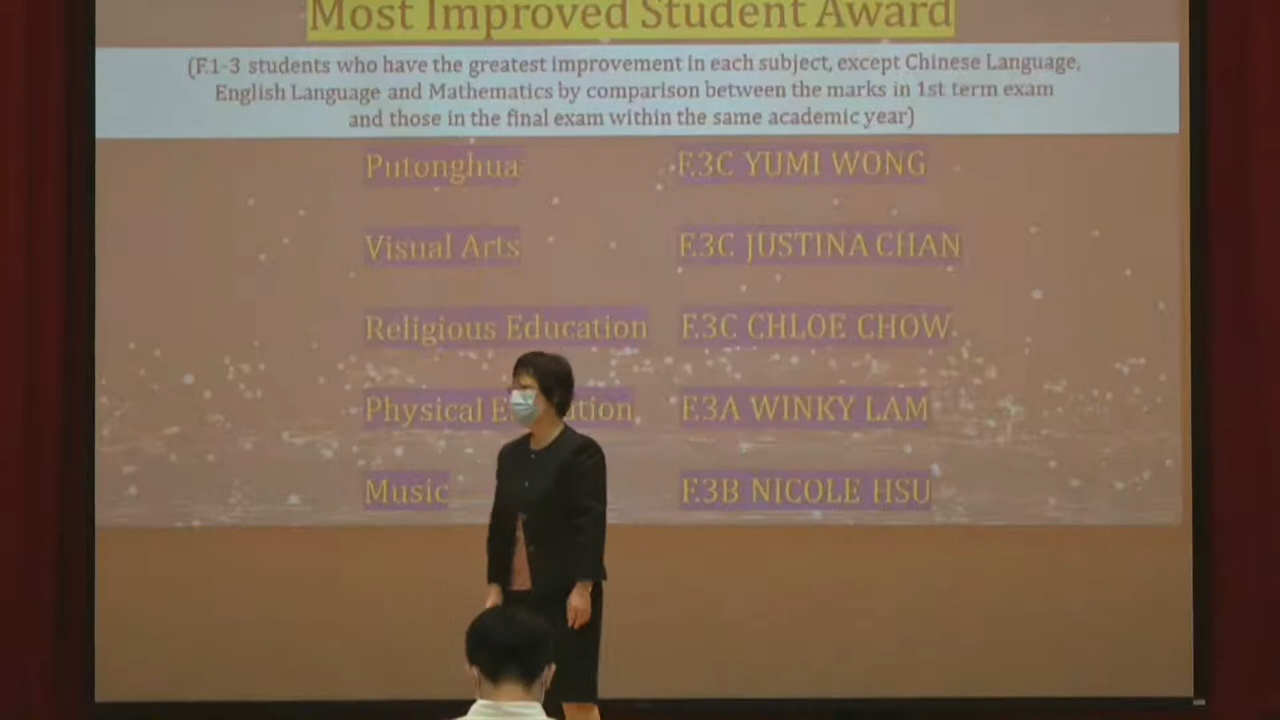 Most Improved Student Award
(F.1-3 students who have the greatest improvement in each subject, except Chinese Language,
English Language and Mathematics by comparison between the marks in 1st term exam
and those in the final exam within the same academic year)
Putonghua F.3C YUMI WONG
Visual Arts F.3C JUSTINA CHAN
Religious Education F.3C CHLOE CHOW
Physical E tion F.3A WINKY LAM
Music F.3B NICOLE HSU